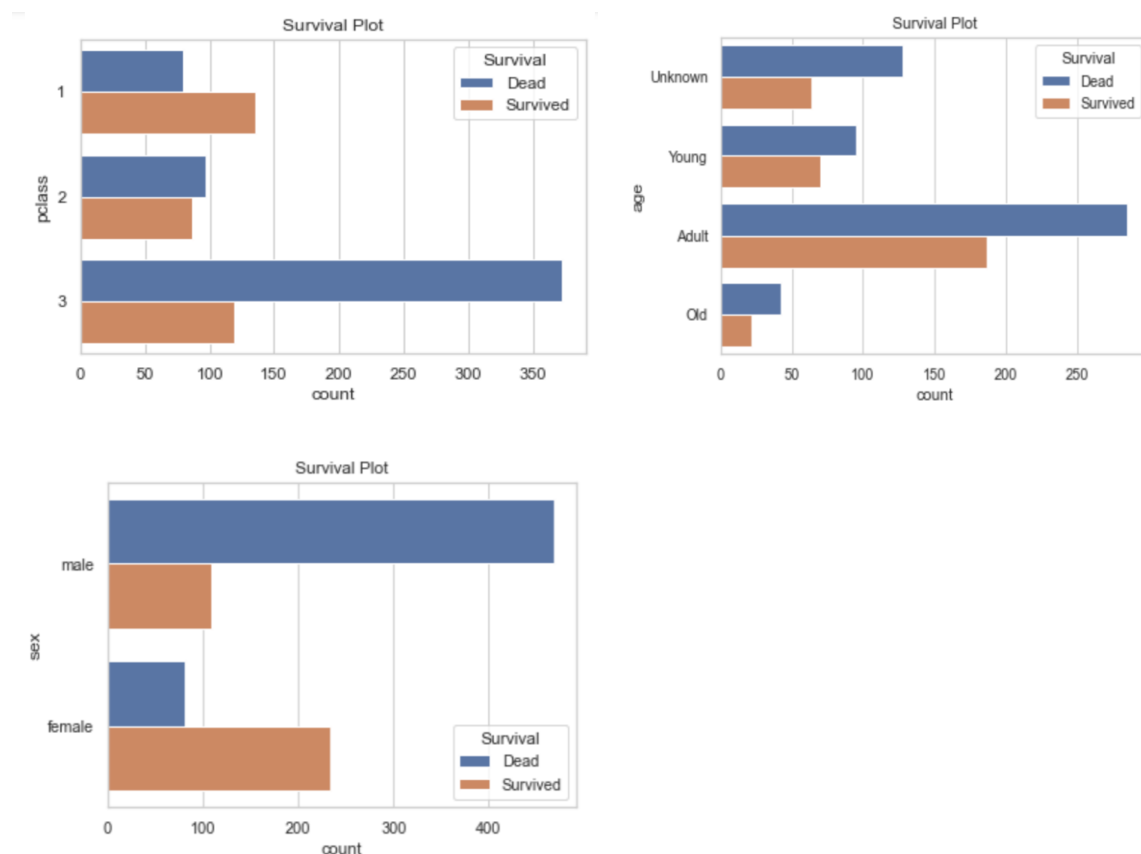 Survival Plot
Survival
Dead
Survived
1
2
3
pclass
0 50 100 150 200 250 300 350
count
Survival Plot
Survival
Dead
Survived
Unknown
Young
Adult
Old
age
0 50 100 150 200 250
count
Survival Plot
male
female
sex
Survival
Dead
Survived
0 100 200 300 400
count